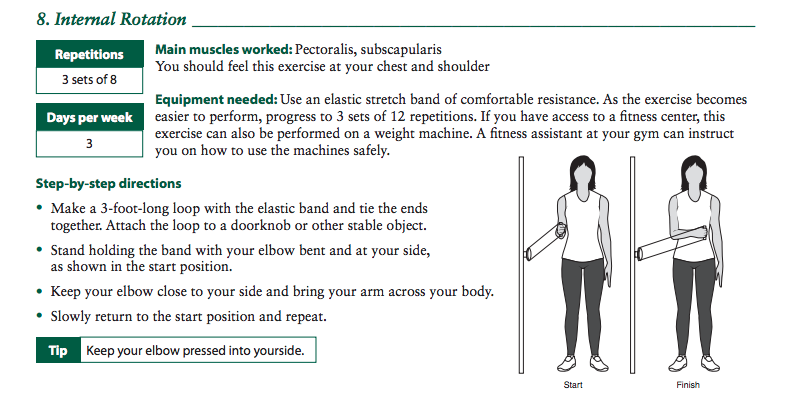 8. Internal Rotation
Repetitions
3 sets of 8
Days per week
3
Main muscles worked: Pectoralis, subscapularis
You should feel this exercise at your chest and shoulder
Equipment needed: Use an elastic stretch band of comfortable resistance. As the exercise becomes
easier to perform, progress to 3 sets of 12 repetitions. If you have access to a fitness center, this
exercise can also be performed on a weight machine. A fitness assistant at your gym can instruct
you on how to use the machines safely.
Step-by-step directions
• Make a 3-foot-long loop with the elastic band and tie the ends
together. Attach the loop to a doorknob or other stable object.
• Stand holding the band with your elbow bent and at your side,
as shown in the start position.
• Keep your elbow close to your side and bring your arm across your body.
• Slowly return to the start position and repeat.
Tip Keep your elbow pressed into yourside.
Start
Finish